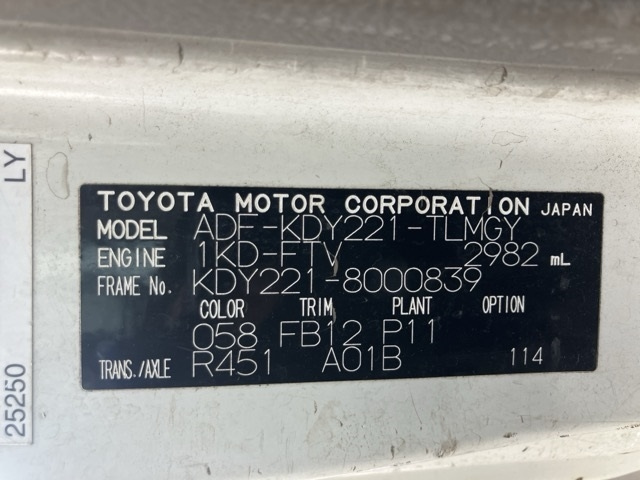 TOYOTA MOTOR CORPORATION JAPAN
MODEL ADF-KDY221-TLMGY
ENGINE 1KD-FTV 2982 mL
FRAME No. KDY221-8000839
COLOR TRIM PLANT OPTION
058 FB12 P11
TRANS./AXLE R451 A01B 114
LY
25250